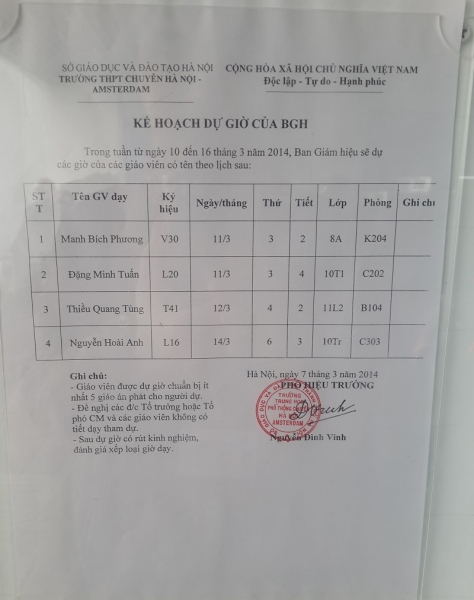 SỞ GIÁO DỤC VÀ ĐÀO TẠO HÀ NỘI
TRƯỜNG THPT CHUYÊN HÀ NỘI -
AMSTERDAM
CỘNG HÒA XÃ HỘI CHỦ NGHĨA VIỆT NAM
Độc lập - Tự do - Hạnh phúc
KẾ HOẠCH DỰ GIỜ CỦA BGH
Trong tuần từ ngày 10 đến 16 tháng 3 năm 2014, Ban Giám hiệu sẽ dự
các giờ của các giáo viên có tên theo lịch sau:
STT Tên GV dạy Ký hiệu Ngày/tháng Thứ Tiết Lớp Phòng Ghi chú
1 Mạnh Bích Phương V30 11/3 3 2 8A K204
2 Đặng Minh Tuấn L20 11/3 3 4 10T1 C202
3 Thiều Quang Tùng T41 12/3 4 2 11L2 B104
4 Nguyễn Hoài Anh L16 14/3 6 3 10Tr C303
Ghi chú:
- Giáo viên được dự giờ chuẩn bị ít
nhất 5 giáo án phát cho người dự.
- Đề nghị các đ/c Tổ trưởng hoặc Tổ
phó CM và các giáo viên không có
tiết dạy tham dự.
- Sau dự giờ có rút kinh nghiệm,
đánh giá xếp loại giờ dạy.
Hà Nội, ngày 7 tháng 3 năm 2014
PHÓ HIỆU TRƯỞNG
TRƯỜNG
TRUNG HỌC
PHỔ THÔNG
HÀ NỘI
AMSTERDAM
Nguyễn Đình Vinh